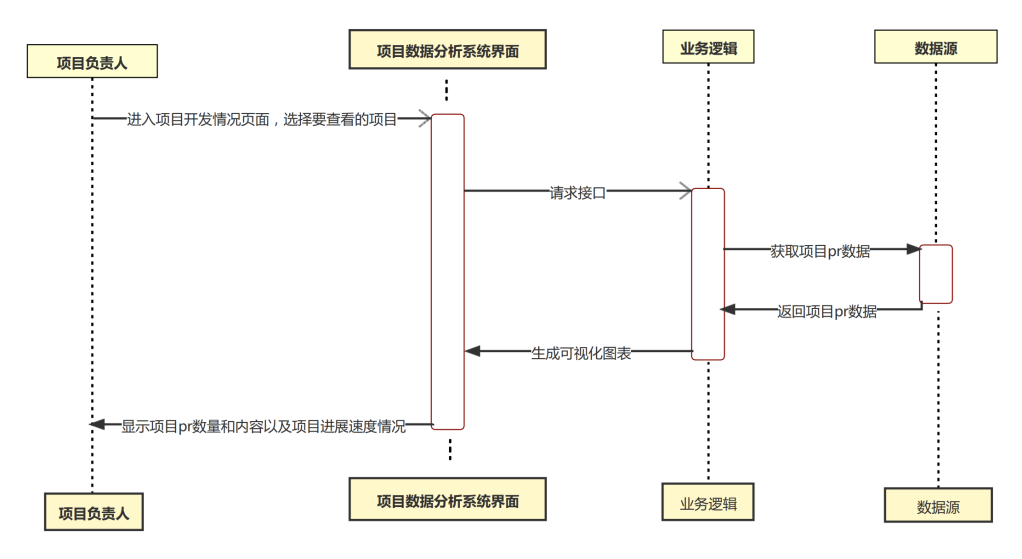 项目负责人
项目数据分析系统界面
业务逻辑
数据源
进入项目开发情况页面，选择要查看的项目
请求接口
获取项目pr数据
返回项目pr数据
生成可视化图表
显示项目pr数量和内容以及项目进展速度情况
项目负责人
项目数据分析系统界面
业务逻辑
数据源